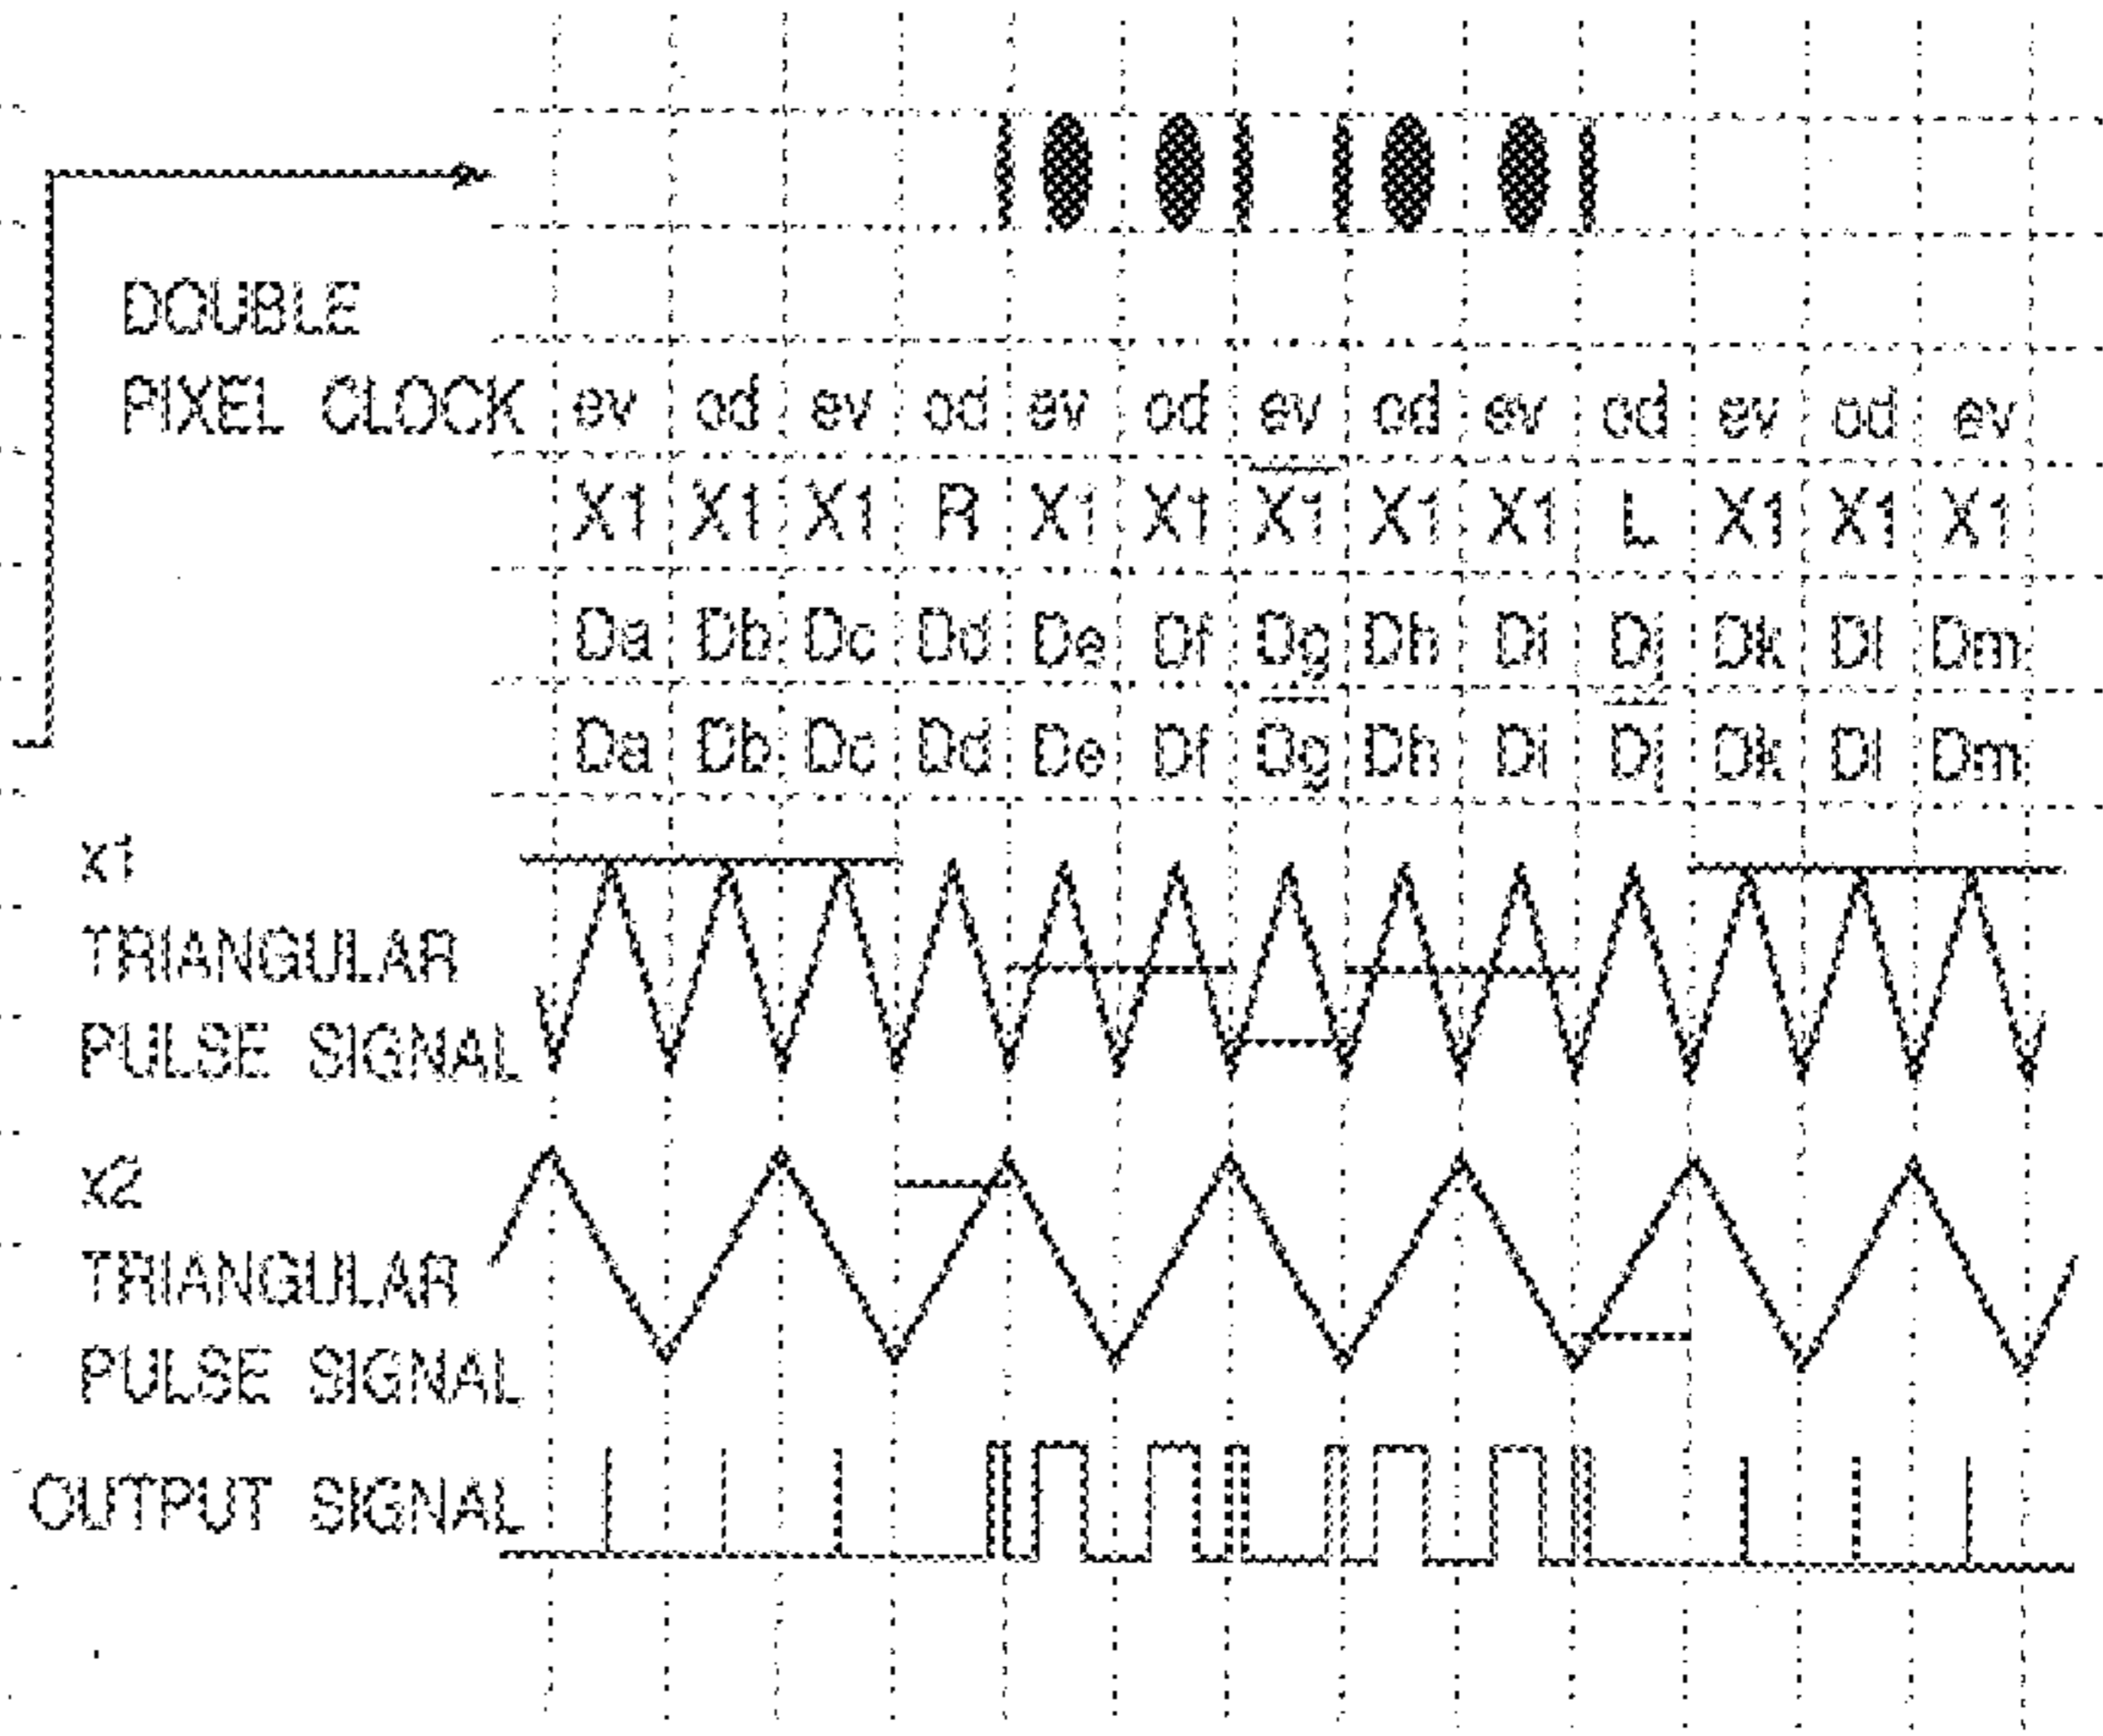 DOUBLE
PIXEL CLOCK ev od ev od ev od ev od ev od ev od ev
X1 X1 X1 R X1 X1 X̅1̅ X1 X1 L X1 X1 X1
Da Db Dc Dd De Df Dg Dh Di Dj Dk Dl Dm
Da Db Dc Dd De Df D̅g̅ Dh Di D̅j̅ Dk Dl Dm
x1
TRIANGULAR
PULSE SIGNAL
x2
TRIANGULAR
PULSE SIGNAL
OUTPUT SIGNAL